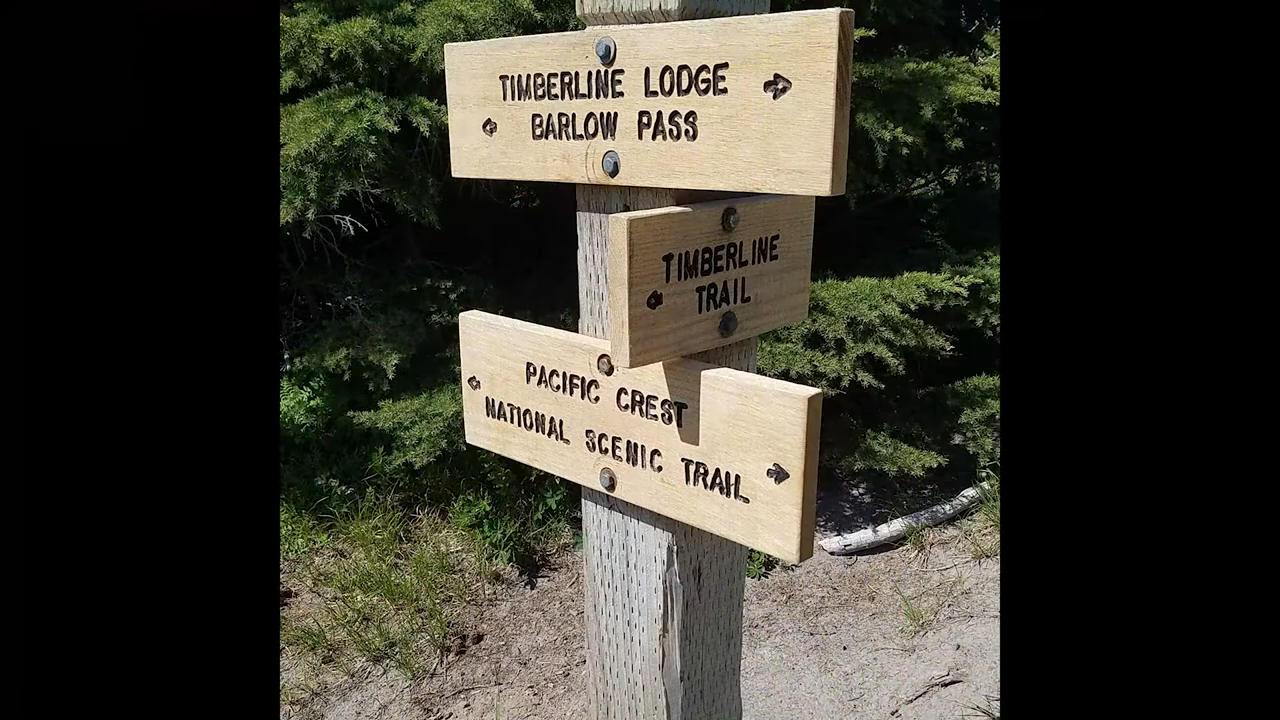 TIMBERLINE LODGE
BARLOW PASS
TIMBERLINE
TRAIL
PACIFIC CREST
NATIONAL SCENIC TRAIL